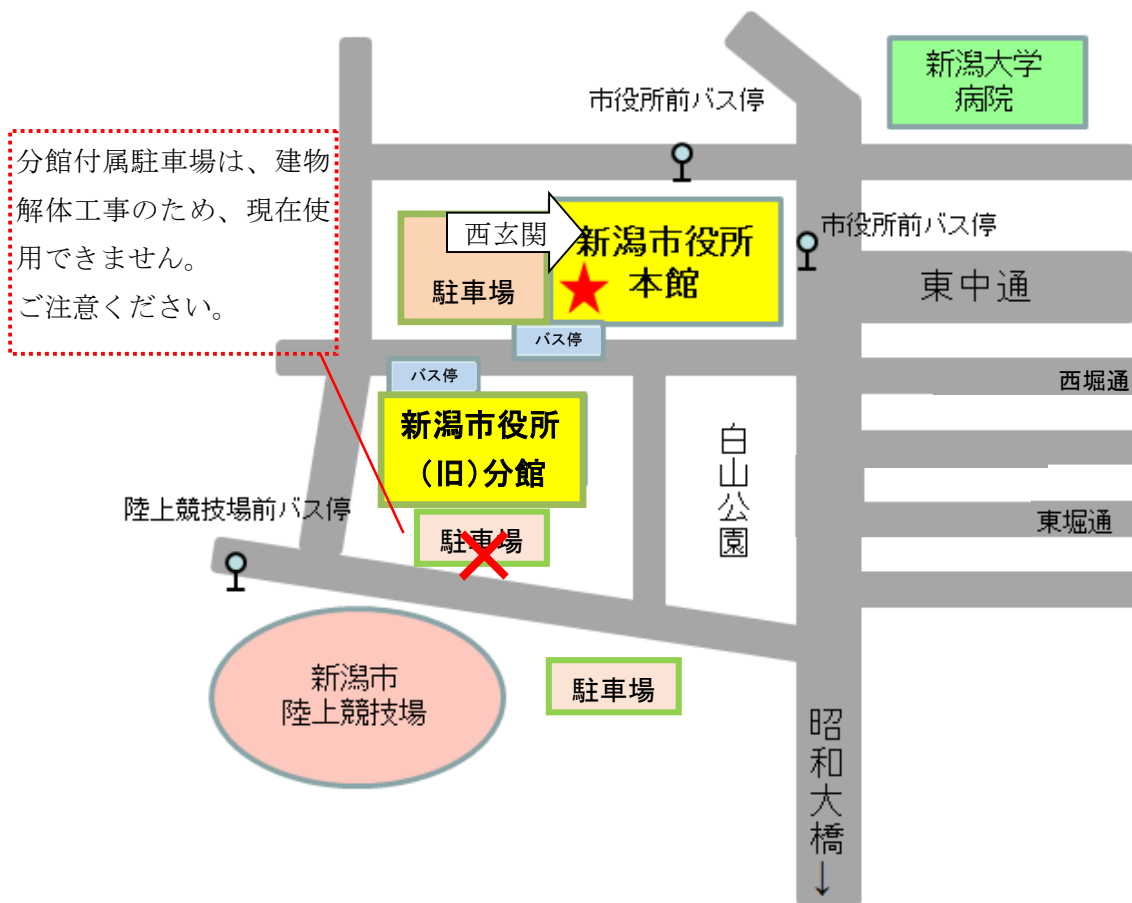 新潟大学
病院
市役所前バス停
分館付属駐車場は、建物
解体工事のため、現在使
用できません。
ご注意ください。
西玄関
新潟市役所
本館
駐車場
市役所前バス停
東中通
バス停
バス停
西堀通
新潟市役所
（旧）分館
白山公園
陸上競技場前バス停
駐車場
東堀通
新潟市
陸上競技場
駐車場
昭和大橋
↓